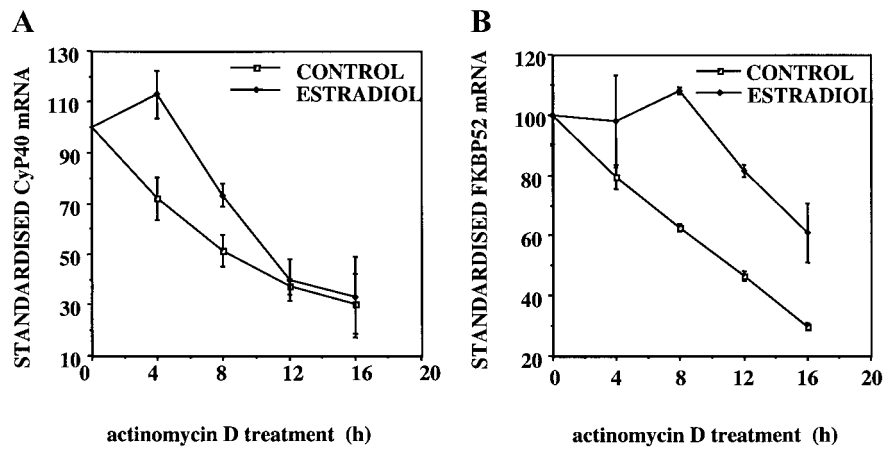 A
STANDARDISED CyP40 mRNA
130
110
90
70
50
30
10
CONTROL
ESTRADIOL
0 4 8 12 16 20
actinomycin D treatment (h)
B
STANDARDISED FKBP52 mRNA
120
100
80
60
40
20
CONTROL
ESTRADIOL
0 4 8 12 16 20
actinomycin D treatment (h)